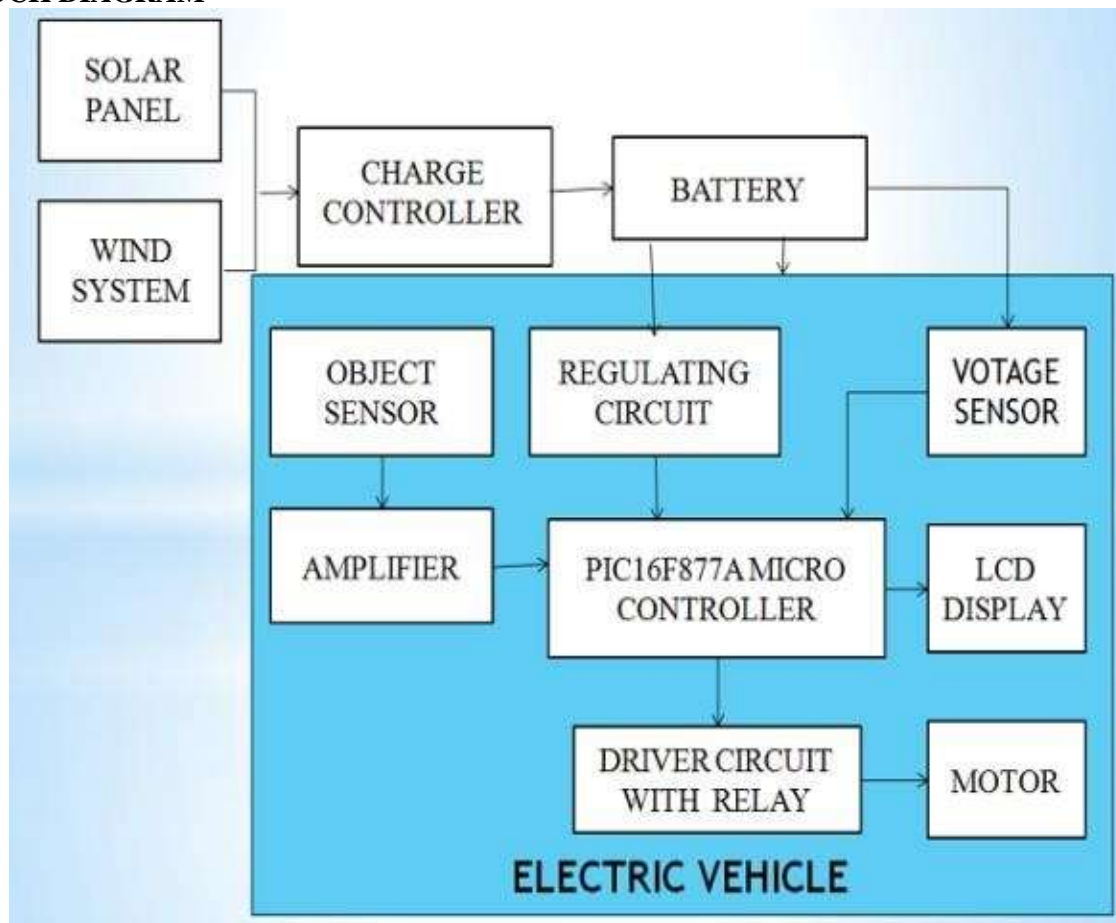 SOLAR
PANEL
WIND
SYSTEM
CHARGE
CONTROLLER
BATTERY
OBJECT
SENSOR
REGULATING
CIRCUIT
VOTAGE
SENSOR
AMPLIFIER
PIC16F877A MICRO
CONTROLLER
LCD
DISPLAY
DRIVER CIRCUIT
WITH RELAY
MOTOR
ELECTRIC VEHICLE